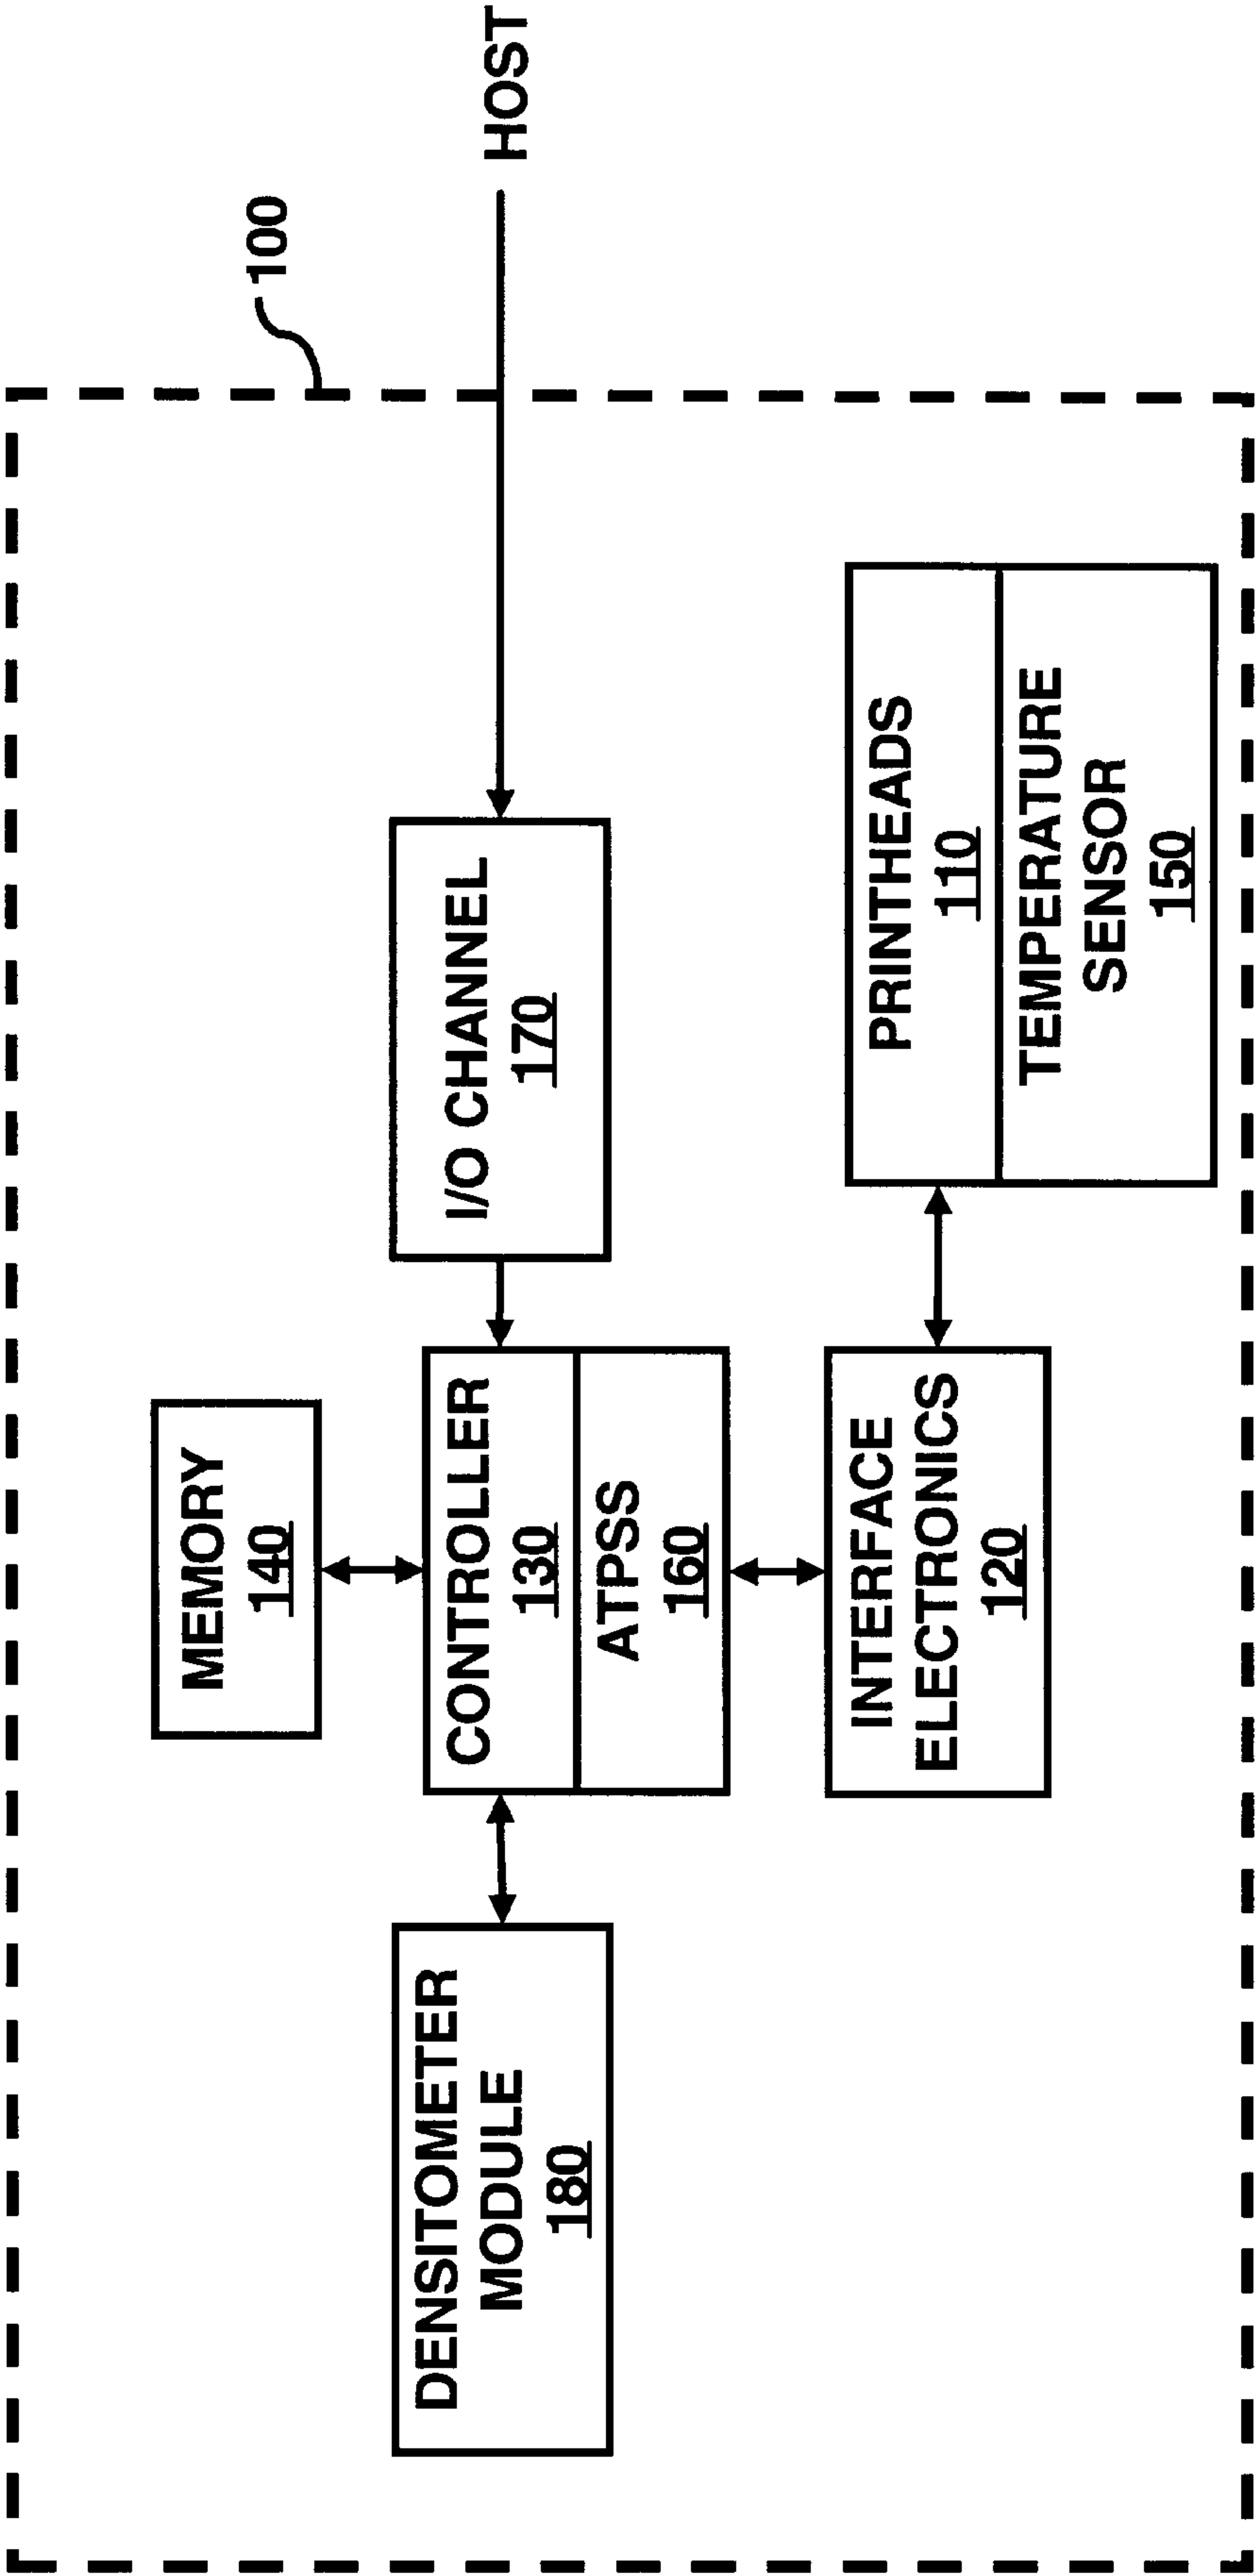 100
HOST
MEMORY
140
DENSITOMETER
MODULE
180
CONTROLLER
130
ATPSS
160
I/O CHANNEL
170
INTERFACE
ELECTRONICS
120
PRINTHEADS
110
TEMPERATURE
SENSOR
150